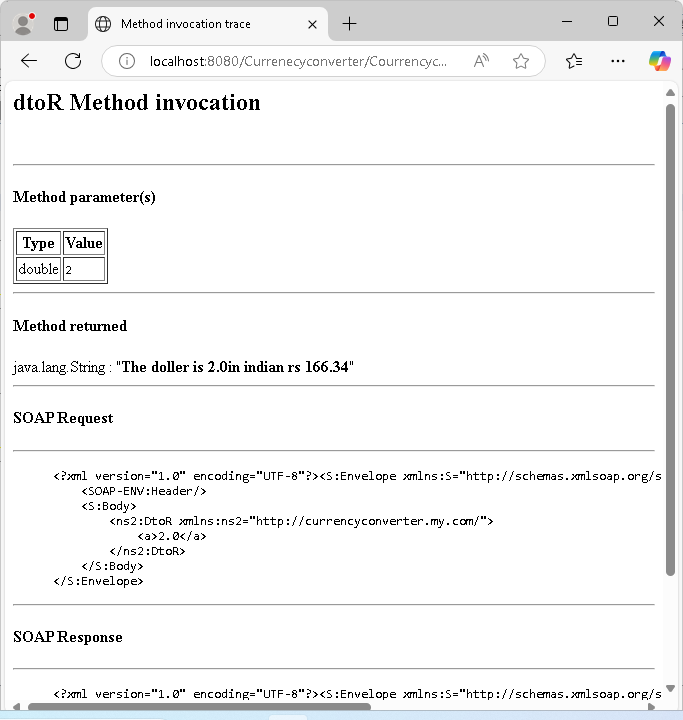 Method invocation trace
localhost:8080/Currenecyconverter/Courrencyc...
dtoR Method invocation
Method parameter(s)
Type Value
double 2
Method returned
java.lang.String : "The doller is 2.0in indian rs 166.34"
SOAP Request
<?xml version="1.0" encoding="UTF-8"?><S:Envelope xmlns:S="http://schemas.xmlsoap.org/s
<SOAP-ENV:Header/>
<S:Body>
<ns2:DtoR xmlns:ns2="http://currencyconverter.my.com/">
<a>2.0</a>
</ns2:DtoR>
</S:Body>
</S:Envelope>
SOAP Response
<?xml version="1.0" encoding="UTF-8"?><S:Envelope xmlns:S="http://schemas.xmlsoap.org/s